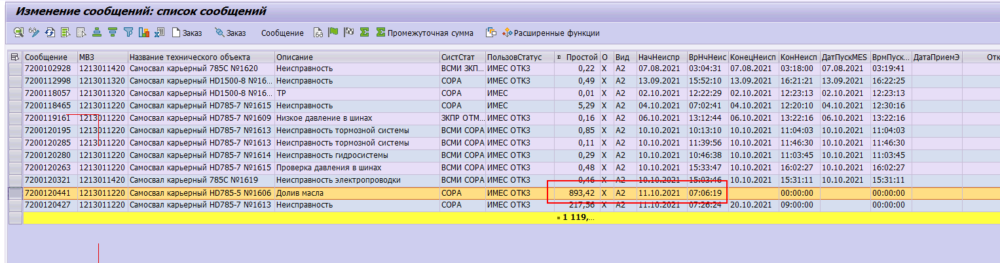 Изменение сообщений: список сообщений
Заказ Заказ Сообщение Промежуточная сумма Расширенные функции
Сообщение МВЗ Название технического объекта Описание СистСтат ПользовСтатус Простой О Вид НачНеиспр ВрНчНеис КонецНеисп КонНеисп ДатПускMES ВрмПуск... ДатаПриемЭ Отк
7200102928 1213011420 Самосвал карьерный 785C №1620 Неисправность ВСМИ ЗКП... ИМЕС ОТКЗ 0,22 X A2 07.08.2021 03:04:31 07.08.2021 03:18:00 07.08.2021 03:19:41
7200112998 1213011320 Самосвал карьерный HD1500-8 №16... Неисправность СОРА ИМЕС ОТКЗ 0,49 X A2 13.09.2021 15:52:10 13.09.2021 16:21:21 13.09.2021 16:22:25
7200118057 1213011320 Самосвал карьерный HD1500-8 №16... ТР СОРА ИМЕС 0,01 X A2 02.10.2021 12:22:29 02.10.2021 12:23:13 02.10.2021 12:23:13
7200118465 1213011220 Самосвал карьерный HD785-7 №1615 Неисправность СОРА ИМЕС 5,29 X A2 04.10.2021 07:02:41 04.10.2021 12:20:10 04.10.2021 12:30:16
7200119161 1213011220 Самосвал карьерный HD785-7 №1609 Низкое давление в шинах ЗКПР ОТМ... ИМЕС ОТКЗ 0,16 X A2 06.10.2021 13:12:44 06.10.2021 13:22:16 06.10.2021 13:22:16
7200120195 1213011220 Самосвал карьерный HD785-7 №1613 Неисправность тормозной системы ВСМИ СОРА ИМЕС ОТКЗ 0,85 X A2 10.10.2021 10:13:10 10.10.2021 11:04:03 10.10.2021 11:04:03
7200120285 1213011220 Самосвал карьерный HD785-7 №1613 Неисправность тормозной системы ВСМИ СОРА ИМЕС ОТКЗ 0,11 X A2 10.10.2021 11:39:56 10.10.2021 11:46:30 10.10.2021 11:46:30
7200120280 1213011220 Самосвал карьерный HD785-7 №1614 Неисправность гидросистемы ВСМИ СОРА ИМЕС ОТКЗ 0,29 X A2 10.10.2021 10:46:38 10.10.2021 11:03:45 10.10.2021 11:03:45
7200120263 1213011220 Самосвал карьерный HD785-7 №1615 Проверка давления в шинах ВСМИ СОРА ИМЕС ОТКЗ 0,48 X A2 10.10.2021 15:33:47 10.10.2021 16:02:27 10.10.2021 16:02:27
7200120321 1213011420 Самосвал карьерный 785C №1619 Неисправность электропроводки ВСМИ СОРА ИМЕС ОТКЗ 0,46 X A2 10.10.2021 15:03:46 10.10.2021 15:31:11 10.10.2021 15:31:11
7200120441 1213011220 Самосвал карьерный HD785-5 №1606 Долив масла СОРА ИМЕС ОТКЗ 893,42 X A2 11.10.2021 07:06:19 00:00:00 00:00:00
7200120427 1213011220 Самосвал карьерный HD785-7 №1613 Неисправность СОРА ИМЕС ОТКЗ 217,56 X A2 11.10.2021 07:26:24 20.10.2021 09:00:00 00:00:00
1 119,...